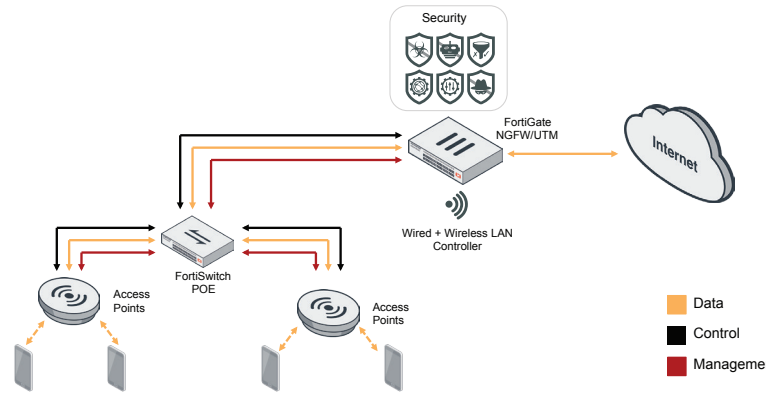 Security
FortiGate
NGFW/UTM
Internet
Wired + Wireless LAN
Controller
FortiSwitch
POE
Access
Points
Access
Points
Data
Control
Manageme